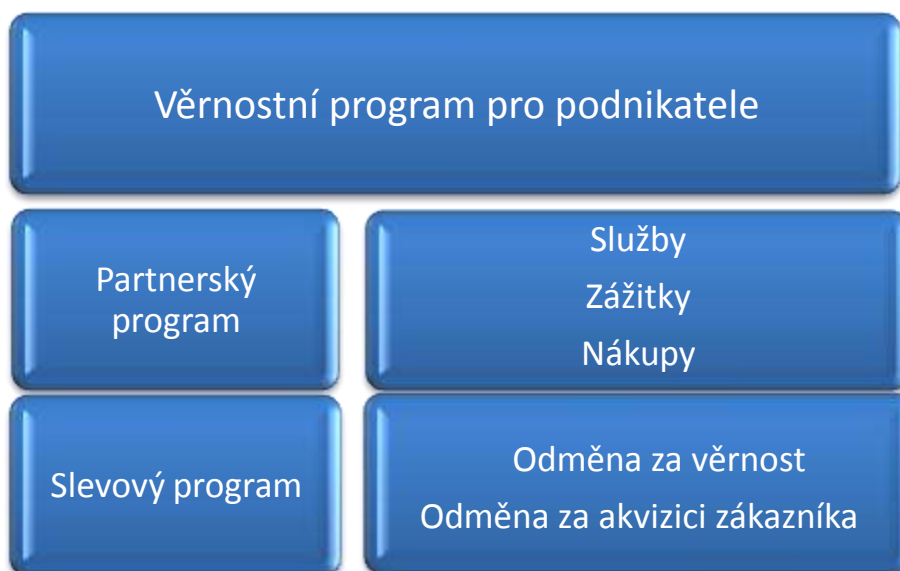 Věrnostní program pro podnikatele
Partnerský
program
Služby
Zážitky
Nákupy
Slevový program
Odměna za věrnost
Odměna za akvizici zákazníka